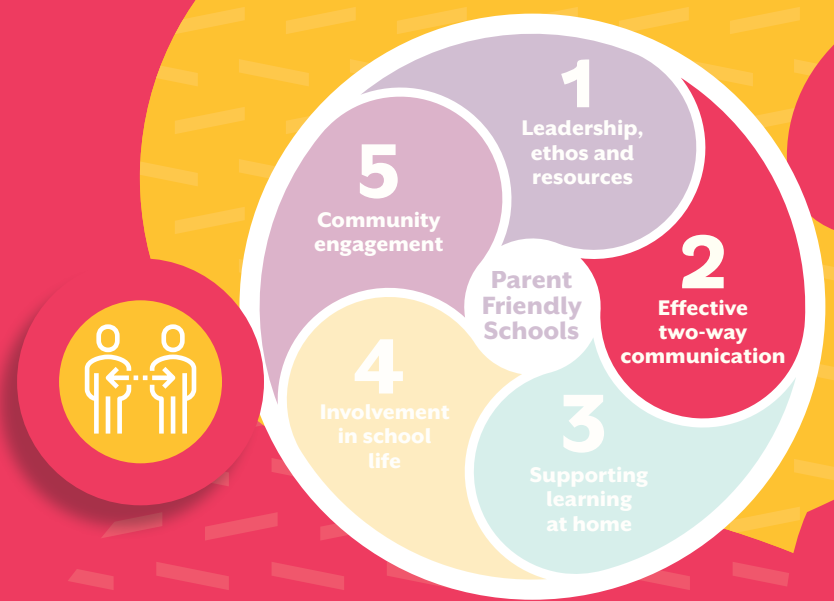 1
Leadership,
ethos and
resources
2
Effective
two-way
communication
3
Supporting
learning
at home
4
Involvement
in school
life
5
Community
engagement
Parent
Friendly
Schools